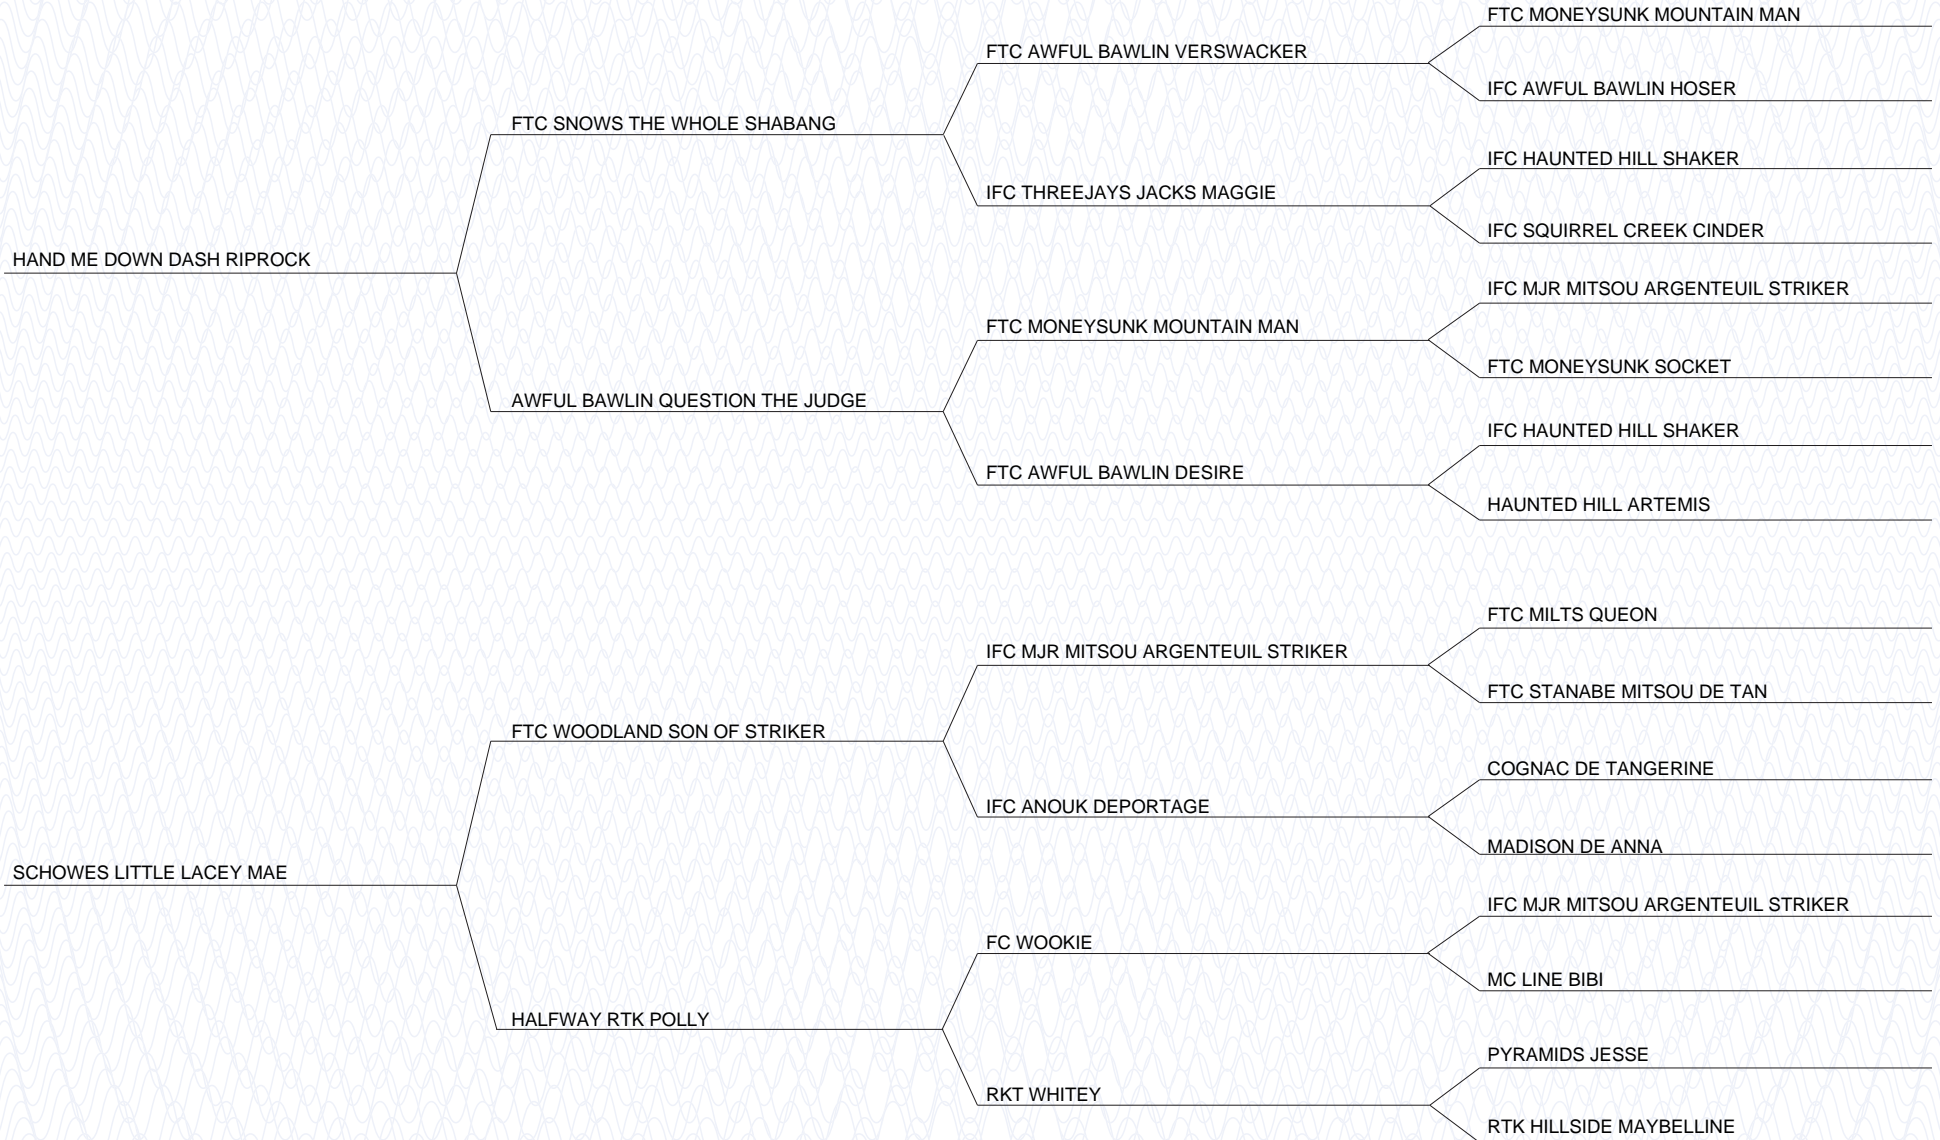 FTC MONEYSUNK MOUNTAIN MAN
FTC AWFUL BAWLIN VERSWACKER
IFC AWFUL BAWLIN HOSER
FTC SNOWS THE WHOLE SHABANG
IFC HAUNTED HILL SHAKER
IFC THREEJAYS JACKS MAGGIE
IFC SQUIRREL CREEK CINDER
HAND ME DOWN DASH RIPROCK
IFC MJR MITSOU ARGENTEUIL STRIKER
FTC MONEYSUNK MOUNTAIN MAN
FTC MONEYSUNK SOCKET
AWFUL BAWLIN QUESTION THE JUDGE
IFC HAUNTED HILL SHAKER
FTC AWFUL BAWLIN DESIRE
HAUNTED HILL ARTEMIS
FTC MILTS QUEON
IFC MJR MITSOU ARGENTEUIL STRIKER
FTC STANABE MITSOU DE TAN
FTC WOODLAND SON OF STRIKER
COGNAC DE TANGERINE
IFC ANOUK DEPORTAGE
MADISON DE ANNA
SCHOWES LITTLE LACEY MAE
IFC MJR MITSOU ARGENTEUIL STRIKER
FC WOOKIE
MC LINE BIBI
HALFWAY RTK POLLY
PYRAMIDS JESSE
RKT WHITEY
RTK HILLSIDE MAYBELLINE